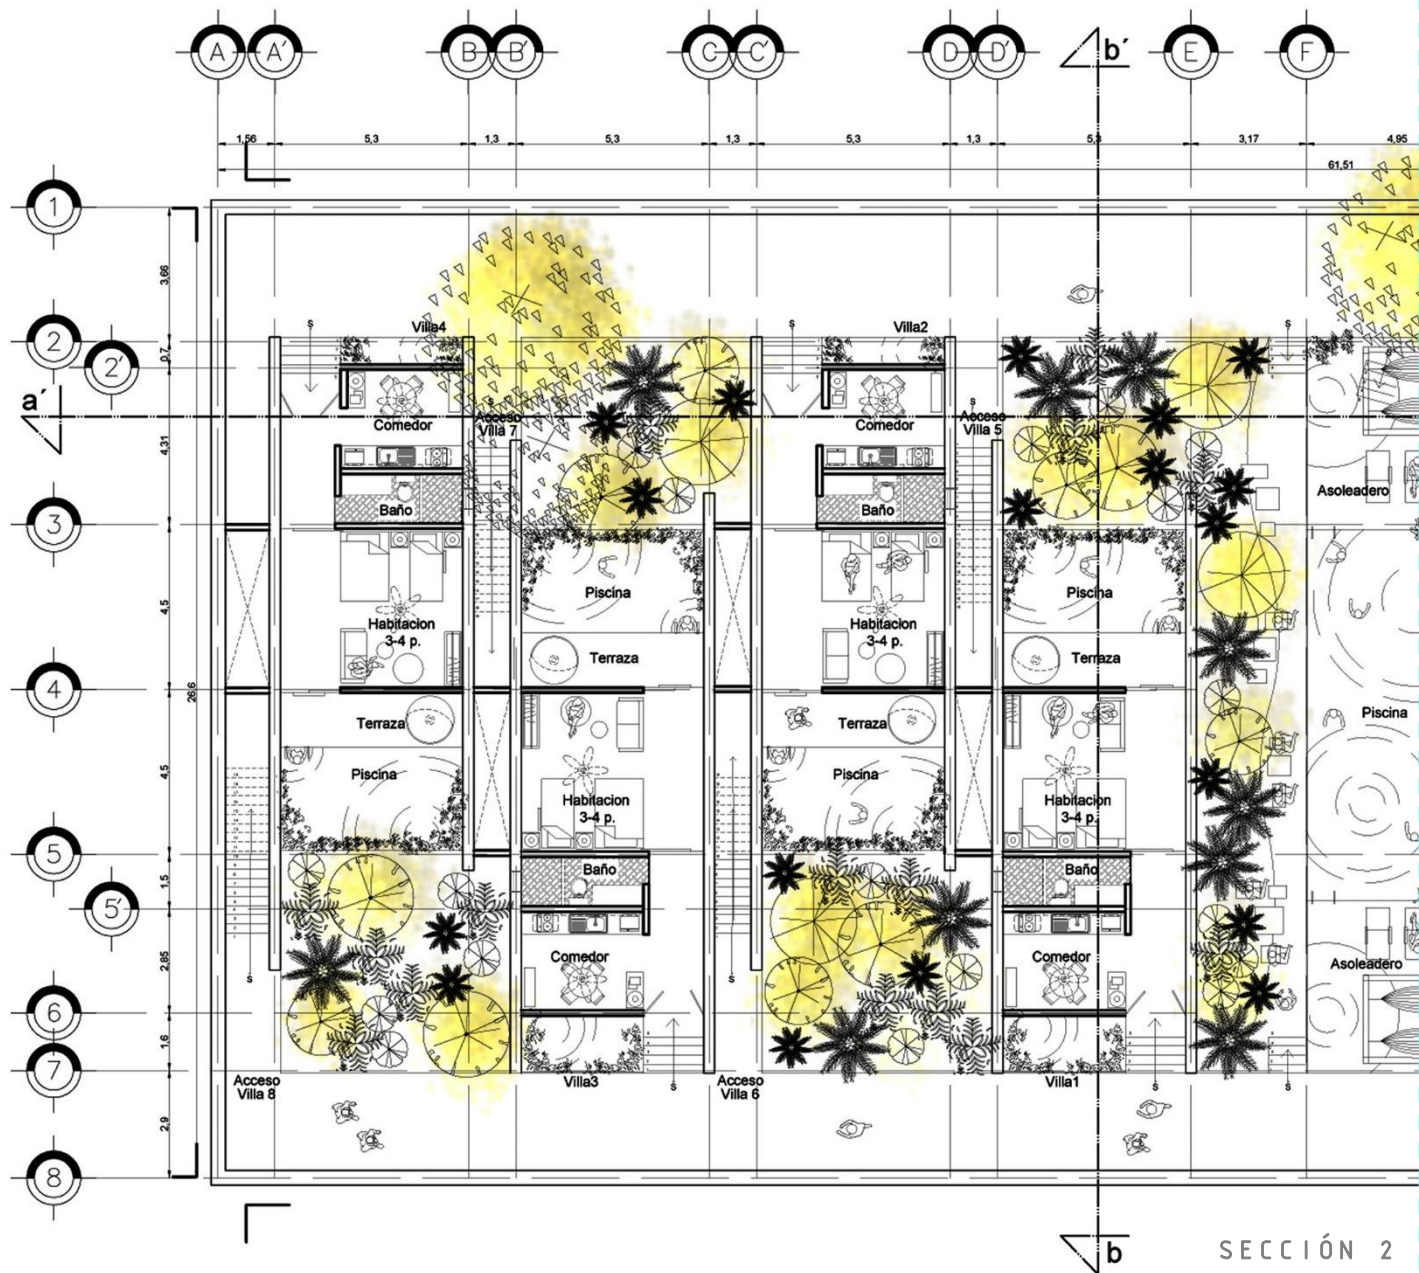 A A´ B B´ C C´ D D´ b´ E F
1,56 5,3 1,3 5,3 1,3 5,3 1,3 5,3 3,17 4,95
61,51
1
3,66
2
S Villa4 S Villa2 S
0,7
2´
a´
S Acceso
Villa 7
S Acceso
Villa 5
Comedor Comedor
4,31
Asoleadero
Baño Baño
3
Piscina Piscina
4,5
Habitacion
3-4 p.
Habitacion
3-4 p.
Terraza Terraza
4
26,6
Terraza Terraza
Piscina
Piscina Piscina
4,5
Habitacion
3-4 p.
Habitacion
3-4 p.
5
Baño Baño
1,5
5´
Comedor Comedor
2,85
Asoleadero
S S
6
1,6
7
Acceso
Villa 8
Villa3 S
Acceso
Villa 6
Villa1 S S
2,9
8
b
SECCIÓN 2